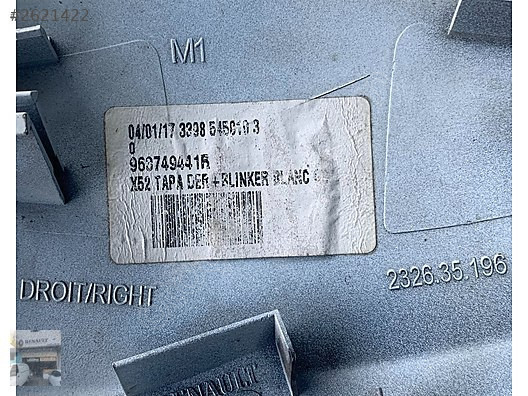 #2621422
M1
04/01/17 3398 545010 3
0
963749441R
X52 TAPA DER + BLINKER BLANC
DROIT/RIGHT
2326.35.196
RENAULT